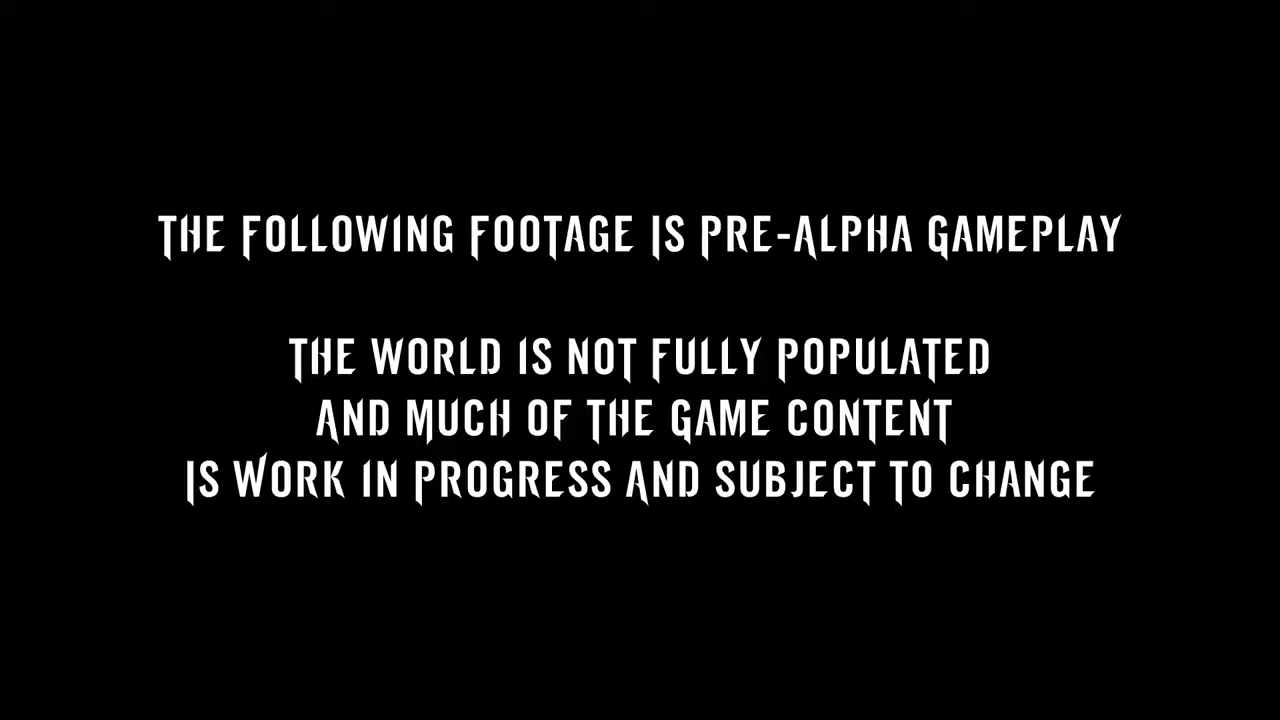 THE FOLLOWING FOOTAGE IS PRE-ALPHA GAMEPLAY
THE WORLD IS NOT FULLY POPULATED
AND MUCH OF THE GAME CONTENT
IS WORK IN PROGRESS AND SUBJECT TO CHANGE